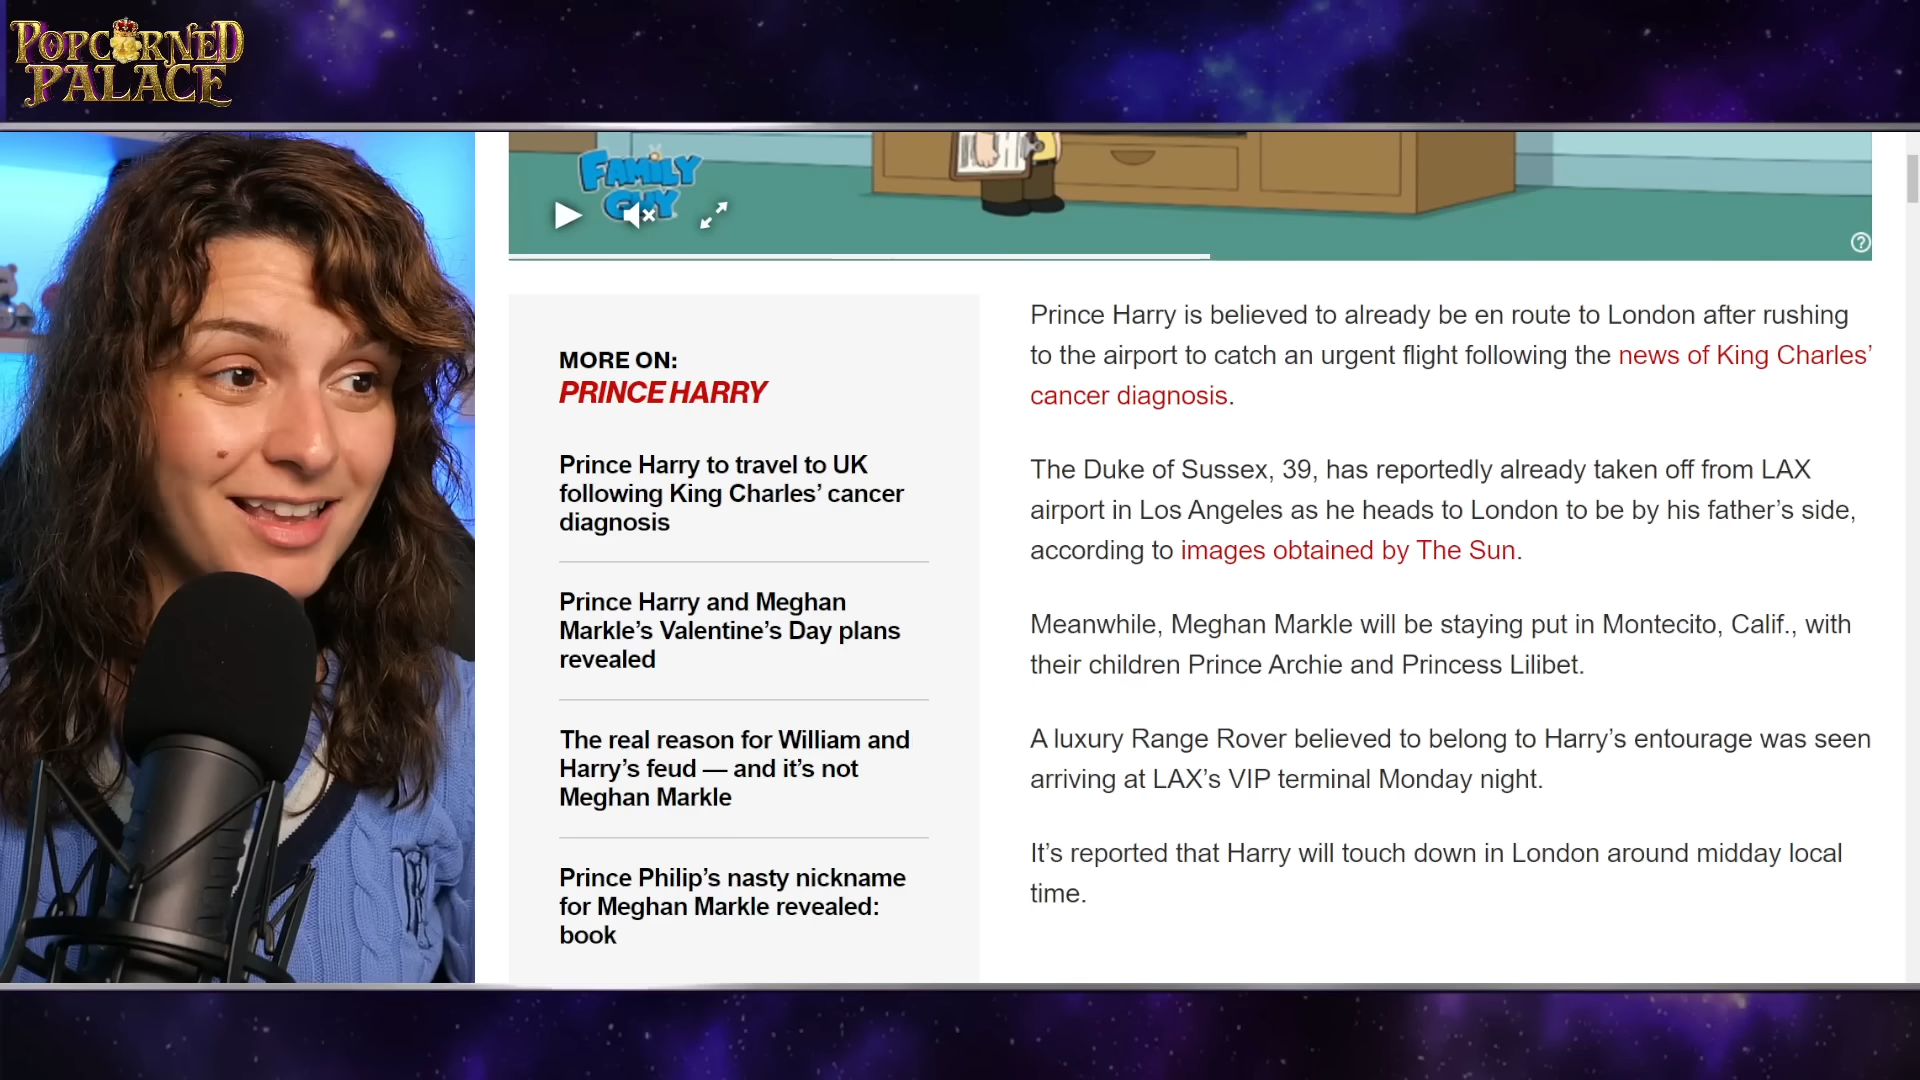 POPCORNED
PALACE
FAMILY
GUY
MORE ON:
PRINCE HARRY
Prince Harry to travel to UK
following King Charles’ cancer
diagnosis
Prince Harry and Meghan
Markle’s Valentine’s Day plans
revealed
The real reason for William and
Harry’s feud — and it’s not
Meghan Markle
Prince Philip’s nasty nickname
for Meghan Markle revealed:
book
Prince Harry is believed to already be en route to London after rushing
to the airport to catch an urgent flight following the news of King Charles’
cancer diagnosis.
The Duke of Sussex, 39, has reportedly already taken off from LAX
airport in Los Angeles as he heads to London to be by his father’s side,
according to images obtained by The Sun.
Meanwhile, Meghan Markle will be staying put in Montecito, Calif., with
their children Prince Archie and Princess Lilibet.
A luxury Range Rover believed to belong to Harry’s entourage was seen
arriving at LAX’s VIP terminal Monday night.
It’s reported that Harry will touch down in London around midday local
time.